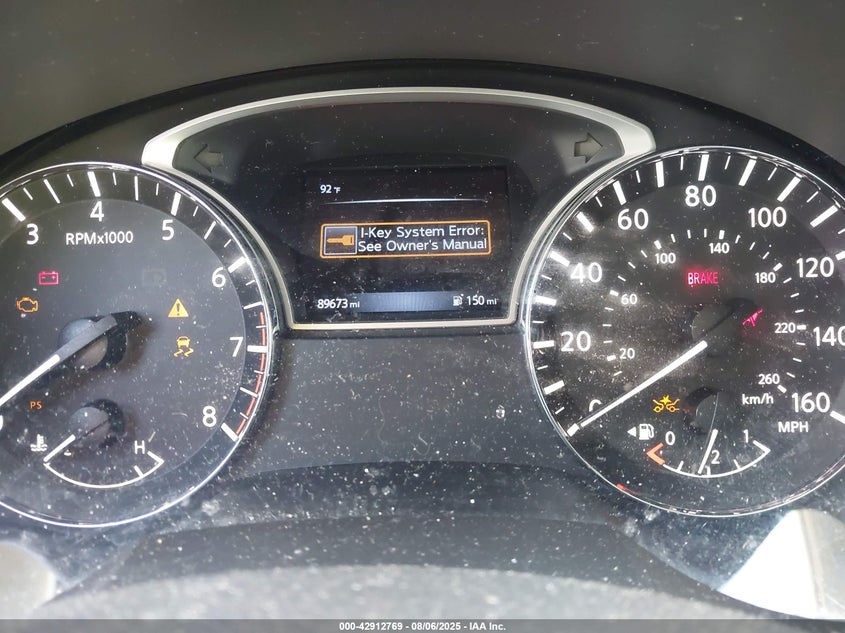 3 4 5 6 7 8
RPMx1000
PS
H
92 °F
I-Key System Error:
See Owner's Manual
89673 mi
150 mi
20 40 60 80 100 120 140 160
MPH
20 60 100 140 180 220 260
km/h
BRAKE
0 1/2 1
000-42912769 - 08/06/2025 - IAA Inc.